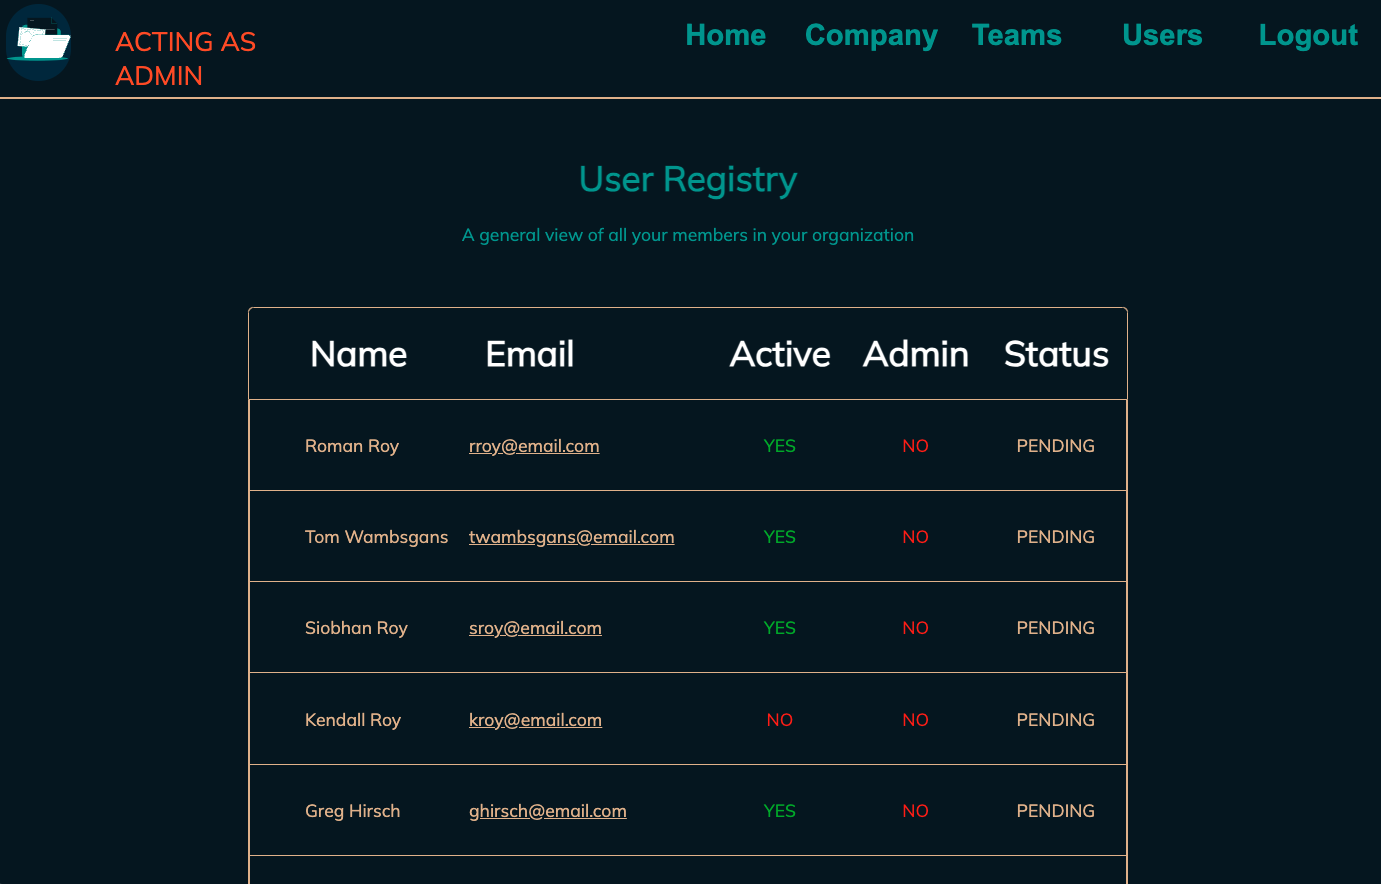 ACTING AS
ADMIN
Home Company Teams Users Logout
User Registry
A general view of all your members in your organization
Name Email Active Admin Status
Roman Roy rroy@email.com YES NO PENDING
Tom Wambsgans twambsgans@email.com YES NO PENDING
Siobhan Roy sroy@email.com YES NO PENDING
Kendall Roy kroy@email.com NO NO PENDING
Greg Hirsch ghirsch@email.com YES NO PENDING